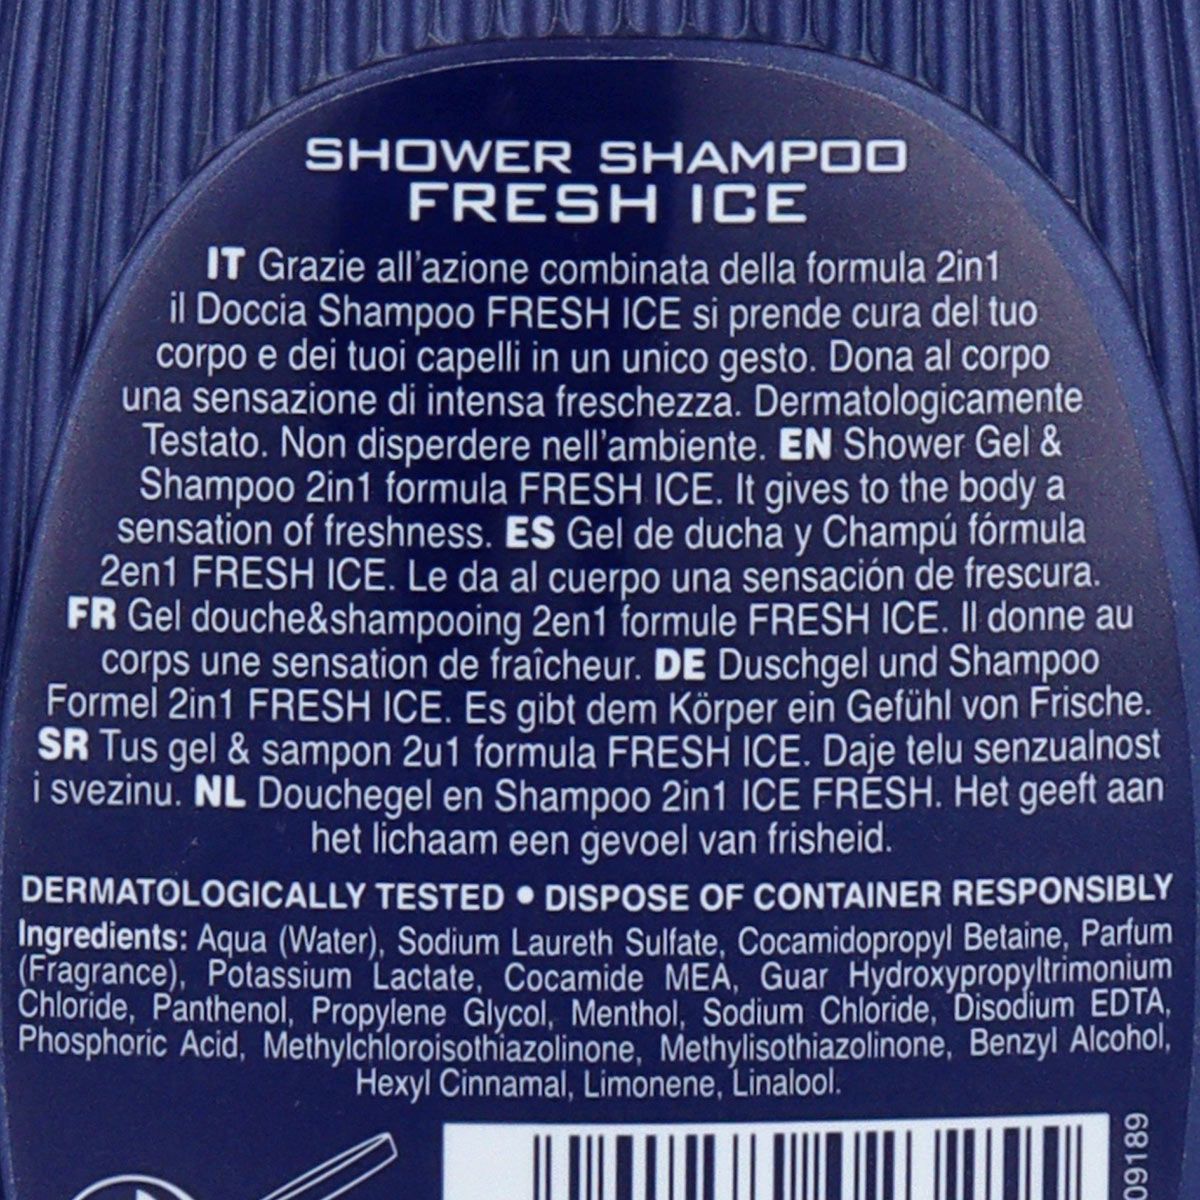 SHOWER SHAMPOO
FRESH ICE
IT Grazie all'azione combinata della formula 2in1
il Doccia Shampoo FRESH ICE si prende cura del tuo
corpo e dei tuoi capelli in un unico gesto. Dona al corpo
una sensazione di intensa freschezza. Dermatologicamente
Testato. Non disperdere nell'ambiente. EN Shower Gel &
Shampoo 2in1 formula FRESH ICE. It gives to the body a
sensation of freshness. ES Gel de ducha y Champú fórmula
2en1 FRESH ICE. Le da al cuerpo una sensación de frescura.
FR Gel douche&shampooing 2en1 formule FRESH ICE. Il donne au
corps une sensation de fraîcheur. DE Duschgel und Shampoo
Formel 2in1 FRESH ICE. Es gibt dem Körper ein Gefühl von Frische.
SR Tus gel & sampon 2u1 formula FRESH ICE. Daje telu senzualnost
i svezinu. NL Douchegel en Shampoo 2in1 ICE FRESH. Het geeft aan
het lichaam een gevoel van frisheid.
DERMATOLOGICALLY TESTED • DISPOSE OF CONTAINER RESPONSIBLY
Ingredients: Aqua (Water), Sodium Laureth Sulfate, Cocamidopropyl Betaine, Parfum
(Fragrance), Potassium Lactate, Cocamide MEA, Guar Hydroxypropyltrimonium
Chloride, Panthenol, Propylene Glycol, Menthol, Sodium Chloride, Disodium EDTA,
Phosphoric Acid, Methylchloroisothiazolinone, Methylisothiazolinone, Benzyl Alcohol,
Hexyl Cinnamal, Limonene, Linalool.
09189